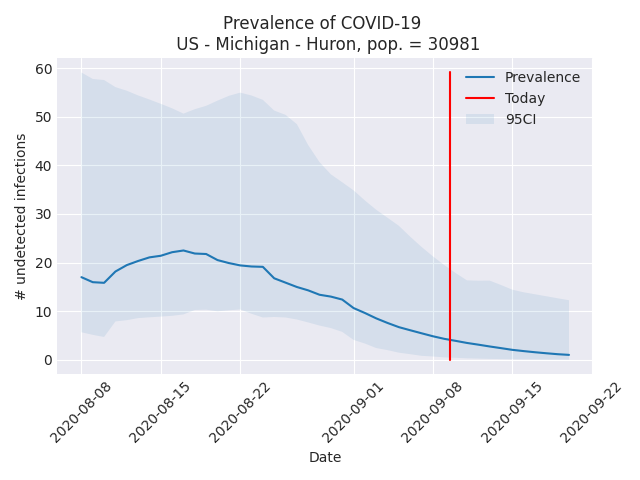 Prevalence of COVID-19
US - Michigan - Huron, pop. = 30981
Prevalence
Today
95CI
# undetected infections
60
50
40
30
20
10
0
2020-08-08
2020-08-15
2020-08-22
2020-09-01
2020-09-08
2020-09-15
2020-09-22
Date